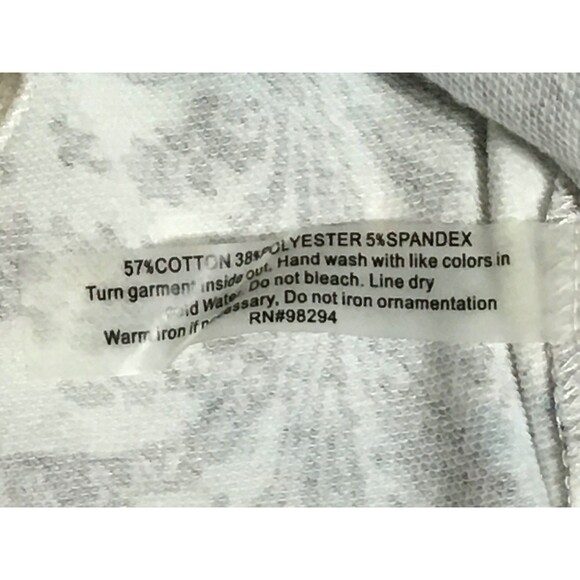 57%COTTON 38%POLYESTER 5%SPANDEX
Turn garment inside out. Hand wash with like colors in
Cold Water. Do not bleach. Line dry
Warm iron if necessary, Do not iron ornamentation
RN#98294